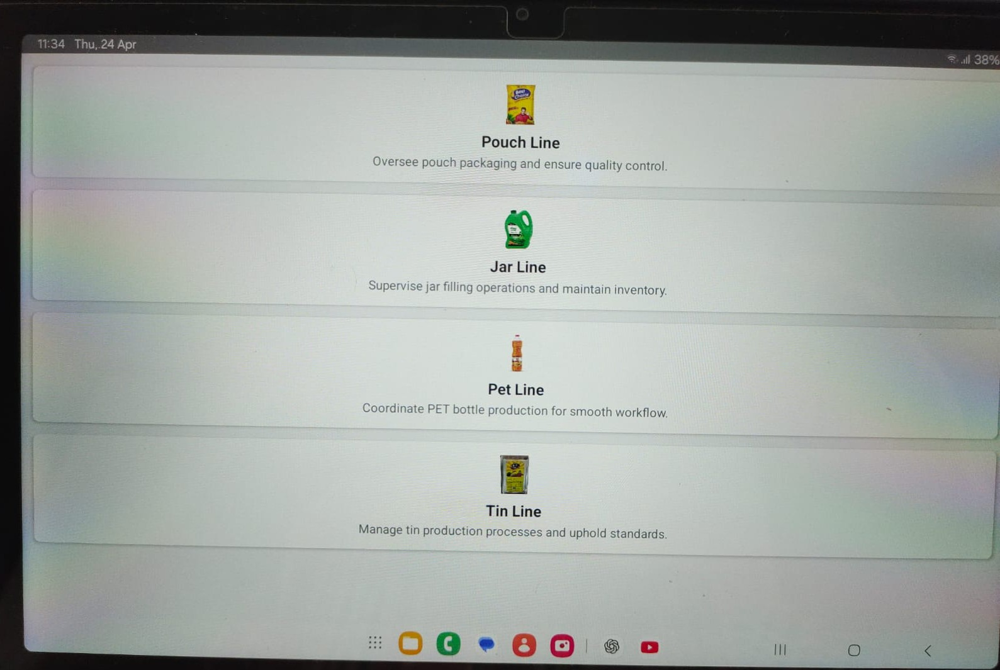 11:34 Thu, 24 Apr
38%
Pouch Line
Oversee pouch packaging and ensure quality control.
Jar Line
Supervise jar filling operations and maintain inventory.
Pet Line
Coordinate PET bottle production for smooth workflow.
Tin Line
Manage tin production processes and uphold standards.